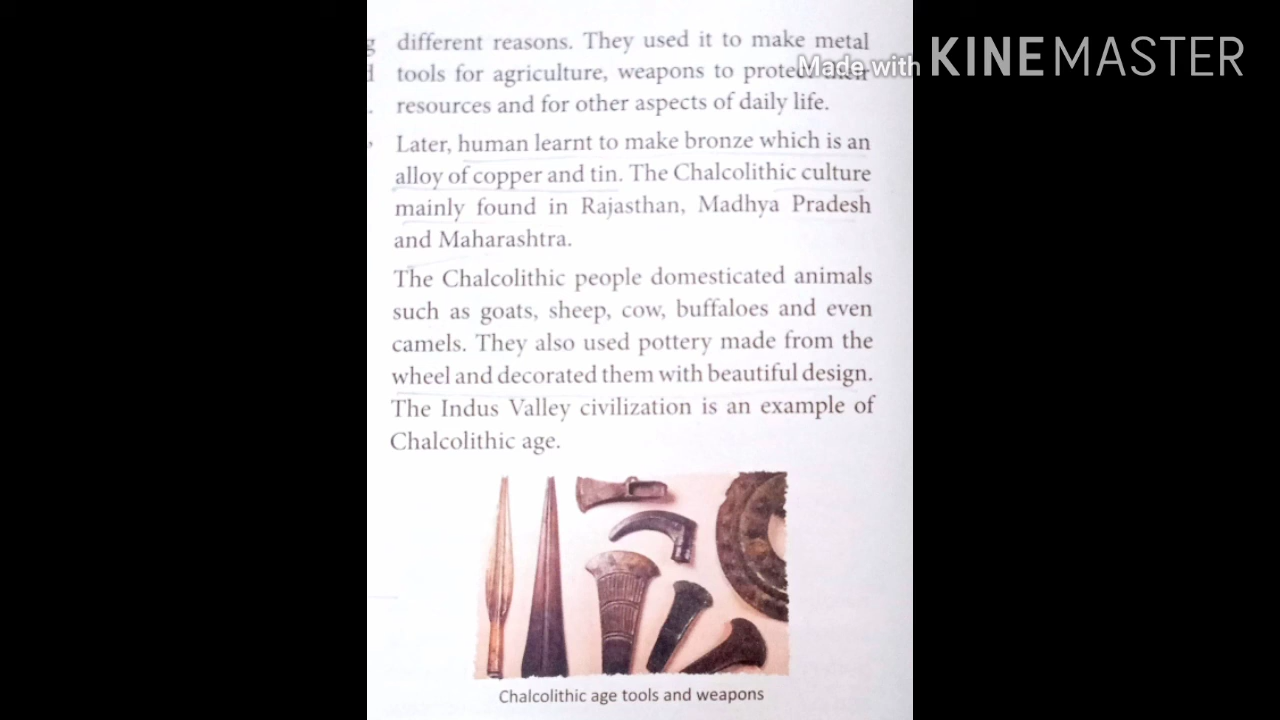 Made with KINEMASTER
g different reasons. They used it to make metal
d tools for agriculture, weapons to protect their
. resources and for other aspects of daily life.
, Later, human learnt to make bronze which is an
alloy of copper and tin. The Chalcolithic culture
mainly found in Rajasthan, Madhya Pradesh
and Maharashtra.
The Chalcolithic people domesticated animals
such as goats, sheep, cow, buffaloes and even
camels. They also used pottery made from the
wheel and decorated them with beautiful design.
The Indus Valley civilization is an example of
Chalcolithic age.
Chalcolithic age tools and weapons